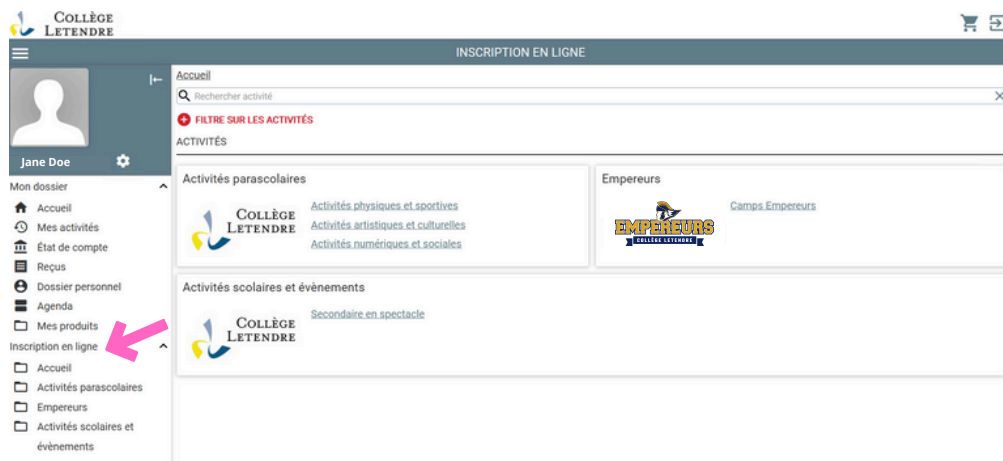 COLLÈGE
LETENDRE
INSCRIPTION EN LIGNE
Jane Doe
Mon dossier
Accueil
Mes activités
État de compte
Reçus
Dossier personnel
Agenda
Mes produits
Inscription en ligne
Accueil
Activités parascolaires
Empereurs
Activités scolaires et
évènements
Accueil
Rechercher activité
FILTRE SUR LES ACTIVITÉS
ACTIVITÉS
Activités parascolaires
COLLÈGE
LETENDRE
Activités physiques et sportives
Activités artistiques et culturelles
Activités numériques et sociales
Empereurs
EMPEREURS
COLLÈGE LETENDRE
Camps Empereurs
Activités scolaires et évènements
COLLÈGE
LETENDRE
Secondaire en spectacle